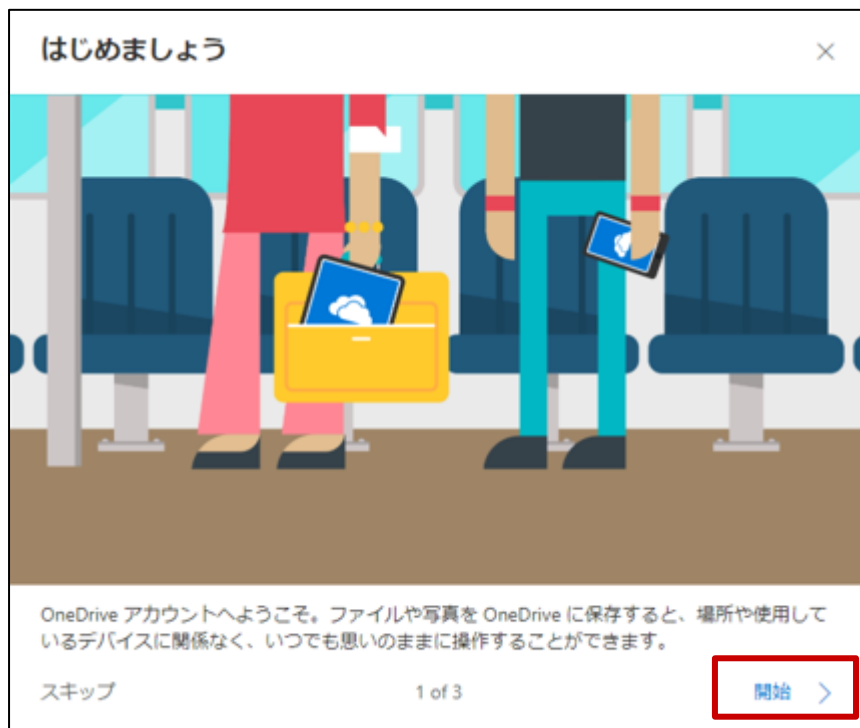 はじめましょう
OneDrive アカウントへようこそ。ファイルや写真を OneDrive に保存すると、場所や使用して
いるデバイスに関係なく、いつでも思いのままに操作することができます。
スキップ
1 of 3
開始